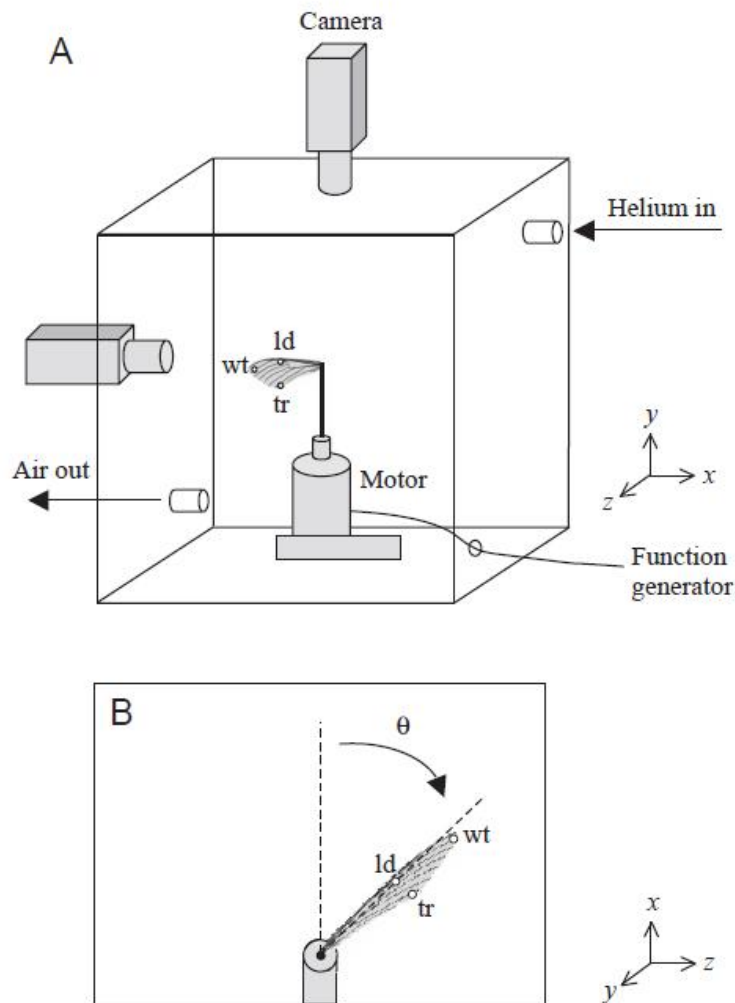 Camera
A
Helium in
ld
wt
tr
Air out
Motor
y
x
z
Function
generator
B
θ
wt
ld
tr
x
z
y